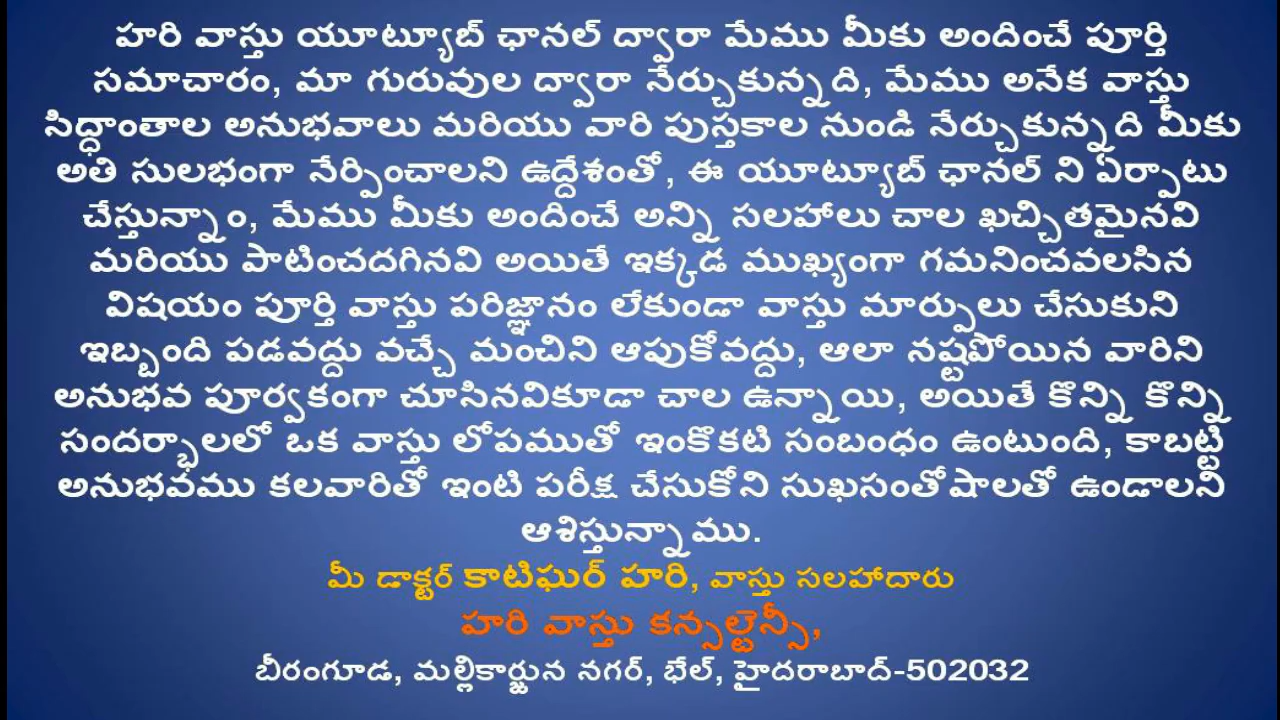 హరి వాస్తు యూట్యూబ్ ఛానల్ ద్వారా మేము మీకు అందించే పూర్తి
సమాచారం, మా గురువుల ద్వారా నేర్చుకున్నది, మేము అనేక వాస్తు
సిద్ధాంతాల అనుభవాలు మరియు వారి పుస్తకాల నుండి నేర్చుకున్నది మీకు
అతి సులభంగా నేర్పించాలని ఉద్దేశంతో, ఈ యూట్యూబ్ ఛానల్ ని ఏర్పాటు
చేస్తున్నాం, మేము మీకు అందించే అన్ని సలహాలు చాల ఖచ్చితమైనవి
మరియు పాటించదగినవి అయితే ఇక్కడ ముఖ్యంగా గమనించవలసిన
విషయం పూర్తి వాస్తు పరిజ్ఞానం లేకుండా వాస్తు మార్పులు చేసుకుని
ఇబ్బంది పడవద్దు వచ్చే మంచిని ఆపుకోవద్దు, ఆలా నష్టపోయిన వారిని
అనుభవ పూర్వకంగా చూసినవికూడా చాల ఉన్నాయి, అయితే కొన్ని కొన్ని
సందర్భాలలో ఒక వాస్తు లోపముతో ఇంకొకటి సంబంధం ఉంటుంది, కాబట్టి
అనుభవము కలవారితో ఇంటి పరీక్ష చేసుకోని సుఖసంతోషాలతో ఉండాలని
ఆశిస్తున్నాము.
మీ డాక్టర్ కాటిఘర్ హరి, వాస్తు సలహాదారు
హరి వాస్తు కన్సల్టెన్సీ,
బీరంగూడ, మల్లికార్జున నగర్, భేల్, హైదరాబాద్-502032